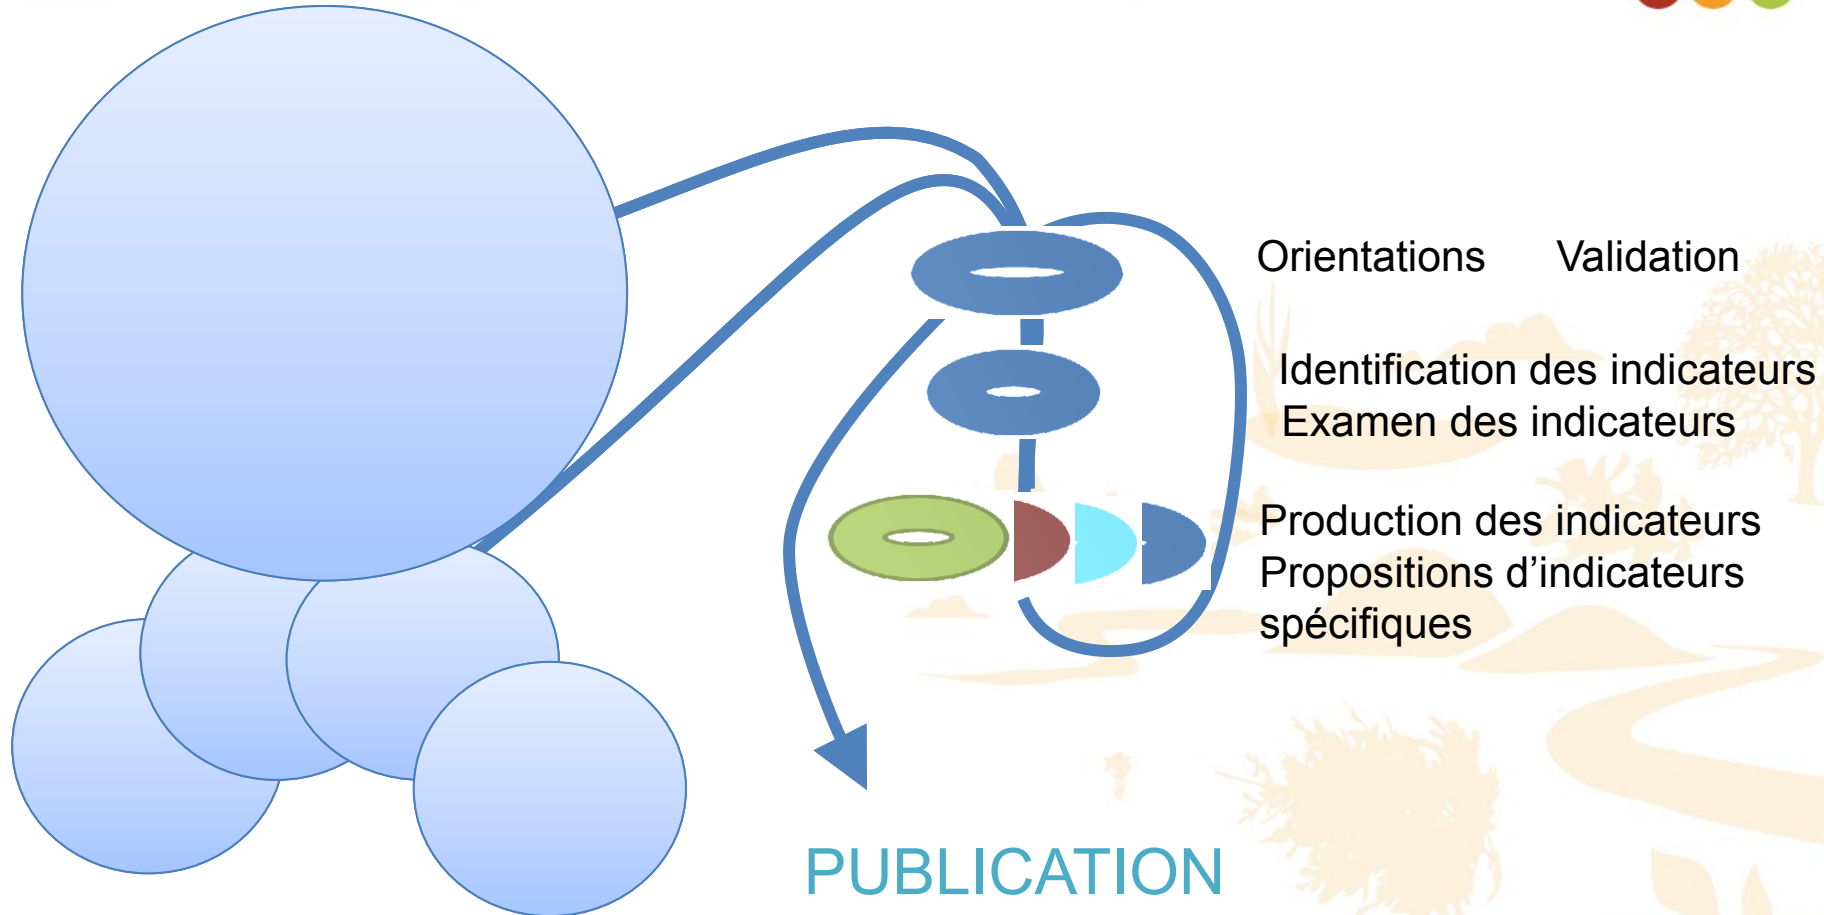 Orientations Validation
Identification des indicateurs
Examen des indicateurs
Production des indicateurs
Propositions d’indicateurs
spécifiques
PUBLICATION